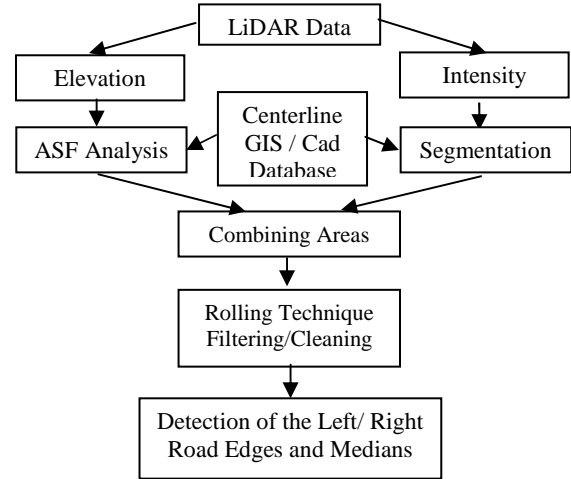 LiDAR Data
Elevation
Intensity
Centerline
GIS / Cad
Database
ASF Analysis
Segmentation
Combining Areas
Rolling Technique
Filtering/Cleaning
Detection of the Left/ Right
Road Edges and Medians